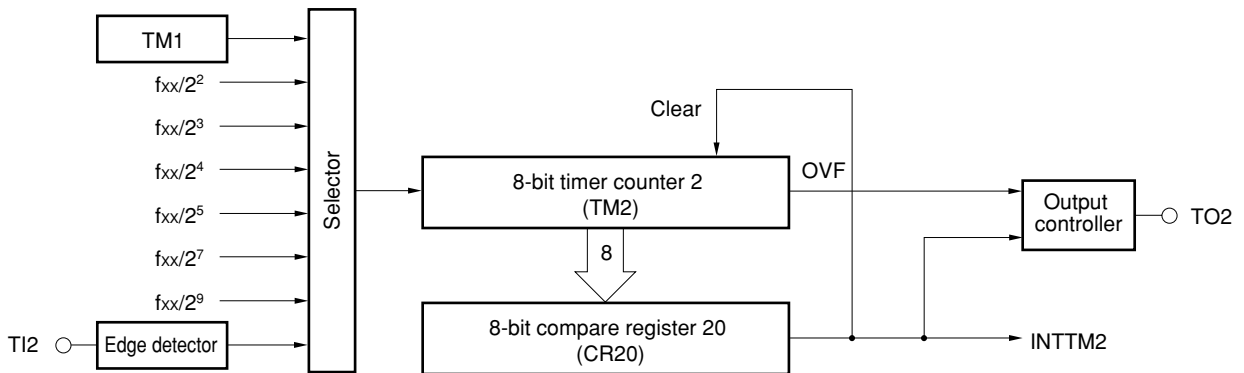 TM1
fxx/2²
fxx/2³
fxx/2⁴
fxx/2⁵
fxx/2⁷
fxx/2⁹
TI2
Edge detector
Selector
Clear
8-bit timer counter 2
(TM2)
OVF
8
8-bit compare register 20
(CR20)
Output
controller
TO2
INTTM2